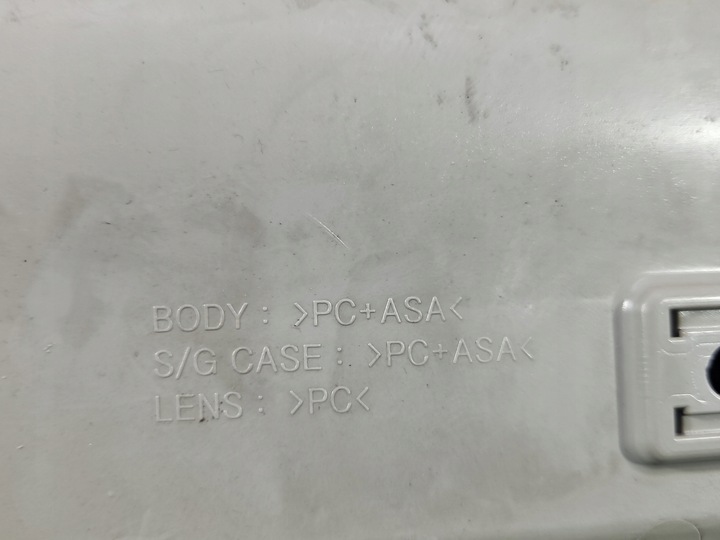 BODY : >PC+ASA<
S/G CASE : >PC+ASA<
LENS : >PC<